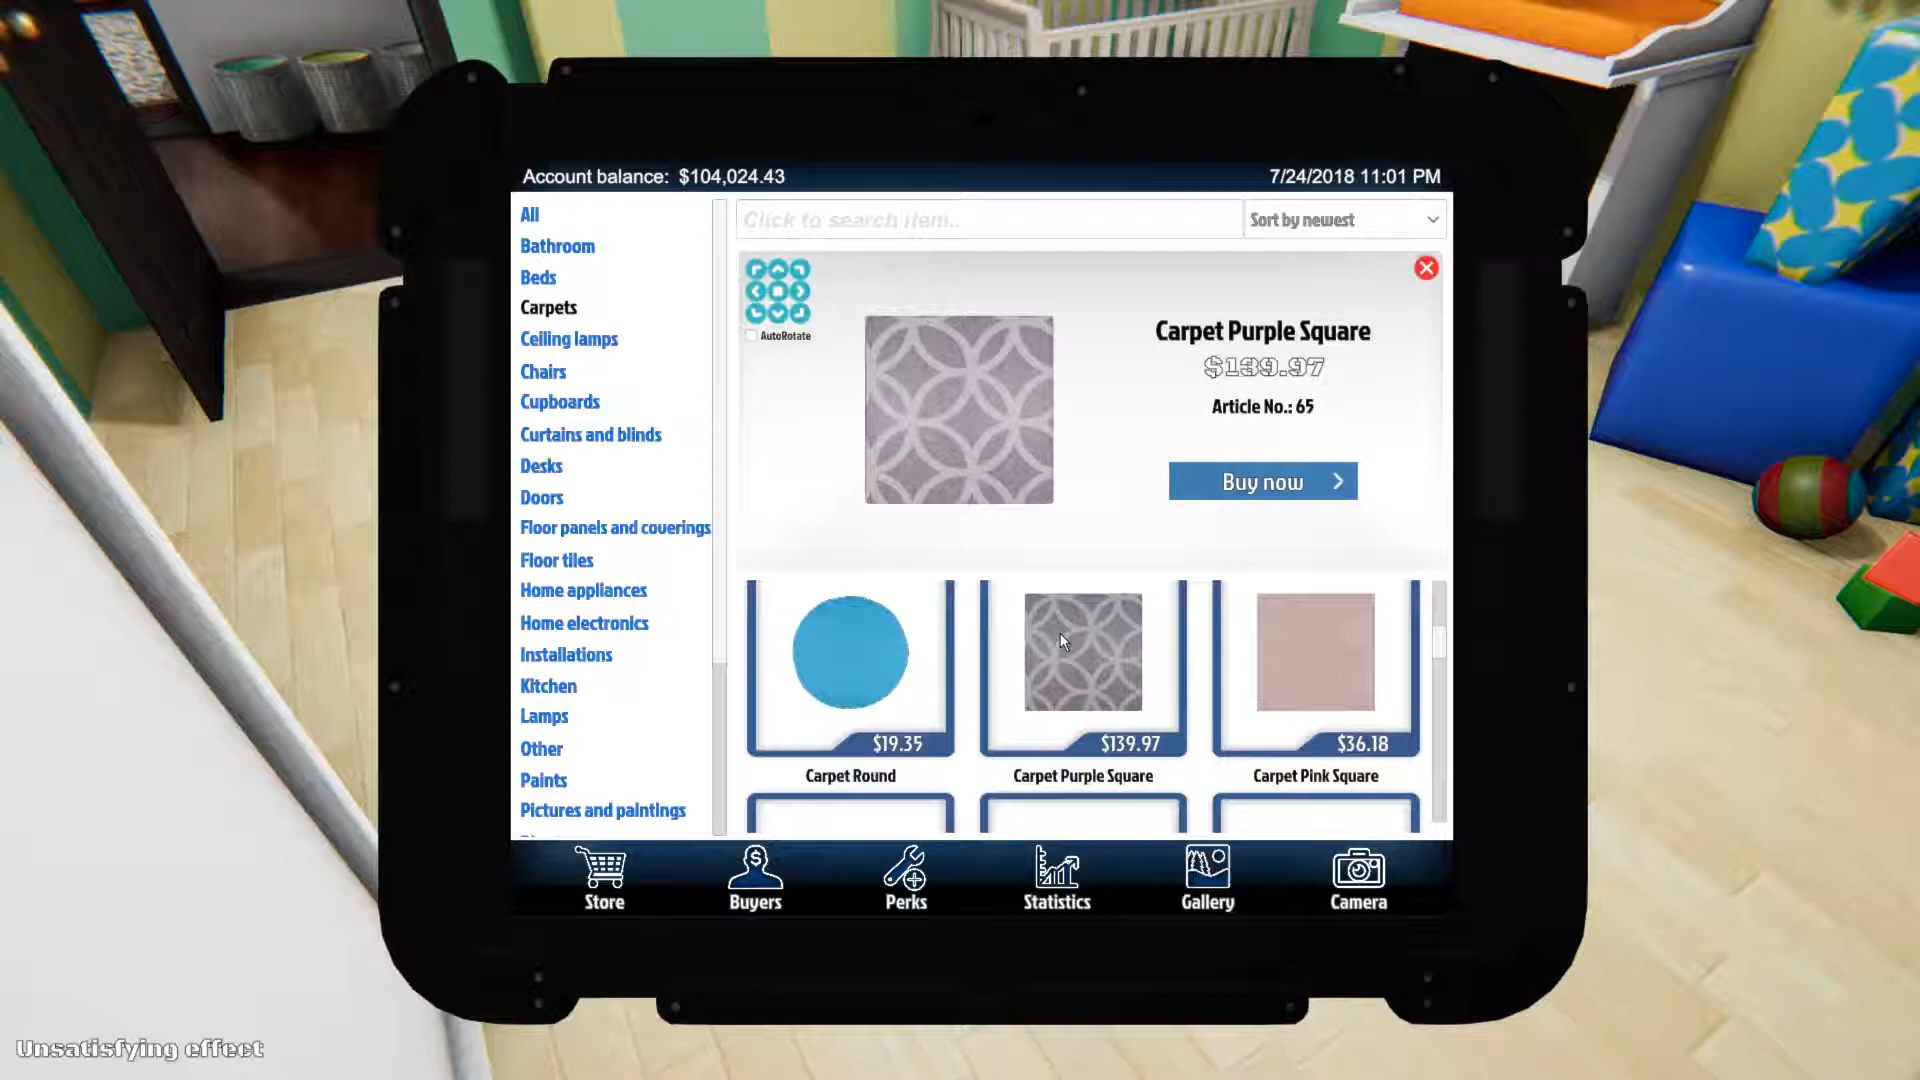 Account balance: $104,024.43
7/24/2018 11:01 PM
All
Bathroom
Beds
Carpets
Ceiling lamps
Chairs
Cupboards
Curtains and blinds
Desks
Doors
Floor panels and coverings
Floor tiles
Home appliances
Home electronics
Installations
Kitchen
Lamps
Other
Paints
Pictures and paintings
Click to search item..
Sort by newest
AutoRotate
Carpet Purple Square
$139.97
Article No.: 65
Buy now
$19.35
$139.97
$36.18
Carpet Round
Carpet Purple Square
Carpet Pink Square
Store
Buyers
Perks
Statistics
Gallery
Camera
Unsatisfying effect